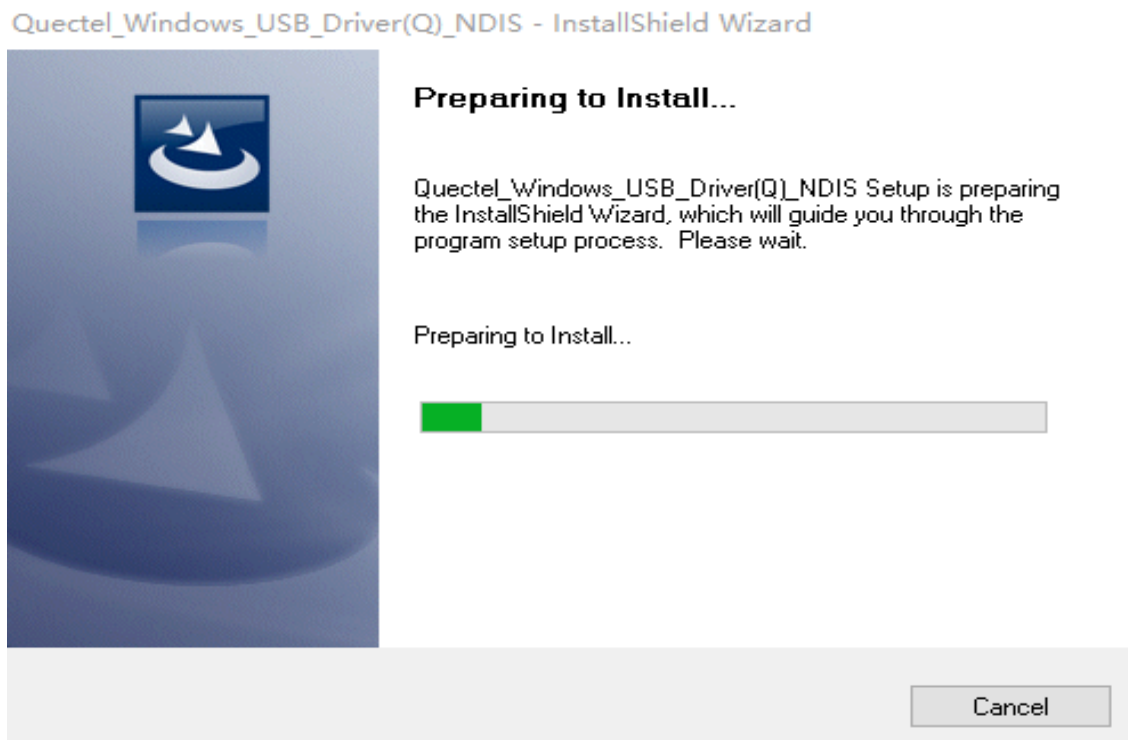 Quectel_Windows_USB_Driver(Q)_NDIS - InstallShield Wizard
Preparing to Install...
Quectel_Windows_USB_Driver(Q)_NDIS Setup is preparing
the InstallShield Wizard, which will guide you through the
program setup process.  Please wait.
Preparing to Install...
Cancel